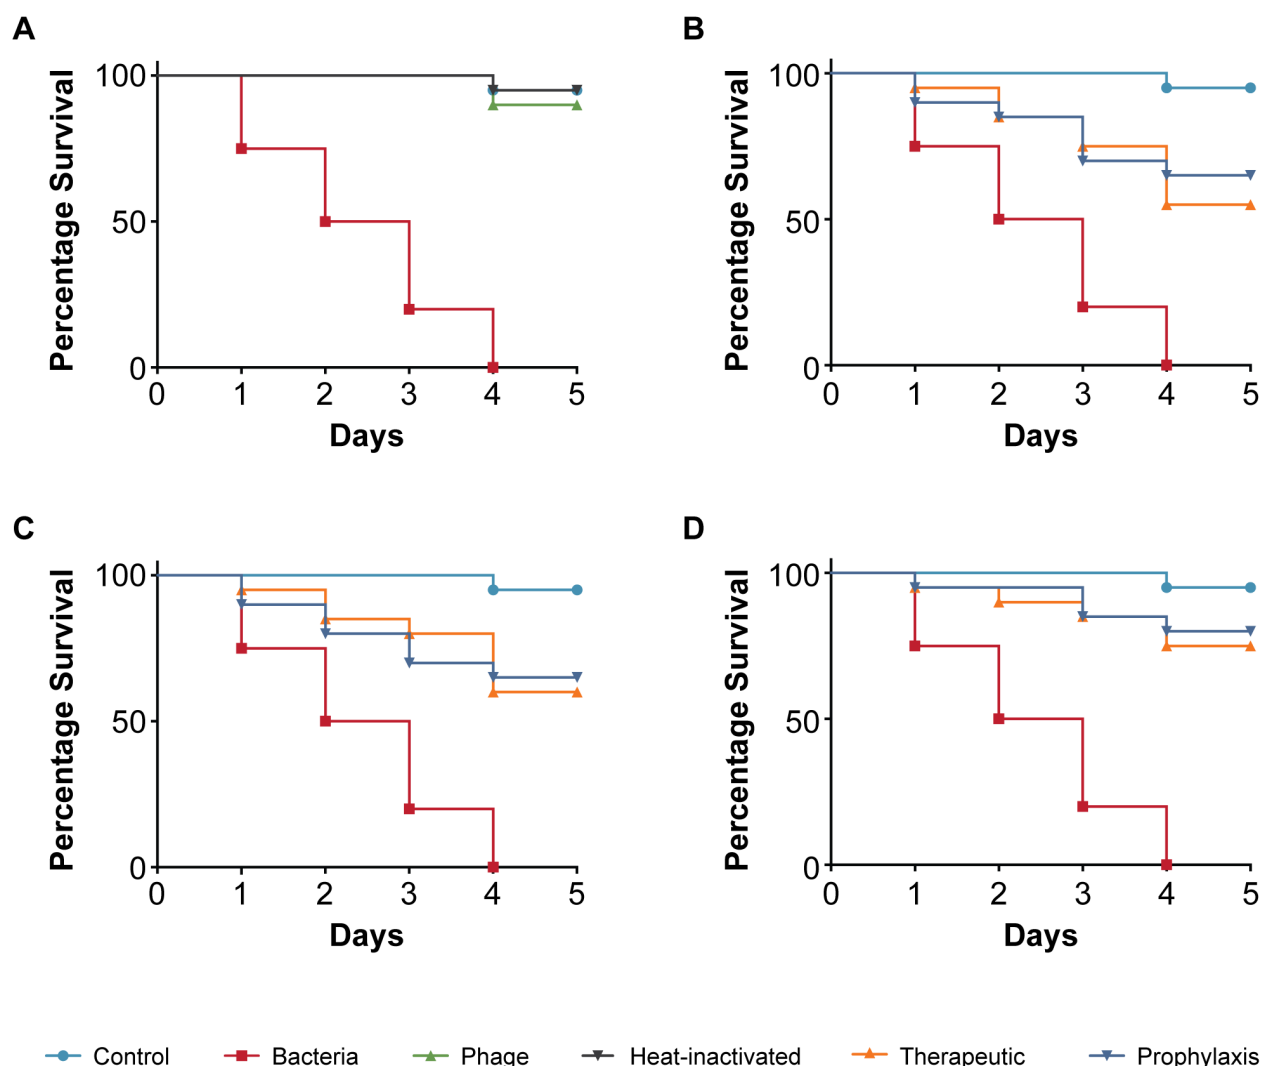 A
Percentage Survival
100
50
0
0 1 2 3 4 5
Days
B
Percentage Survival
100
50
0
0 1 2 3 4 5
Days
C
Percentage Survival
100
50
0
0 1 2 3 4 5
Days
D
Percentage Survival
100
50
0
0 1 2 3 4 5
Days
Control Bacteria Phage Heat-inactivated Therapeutic Prophylaxis